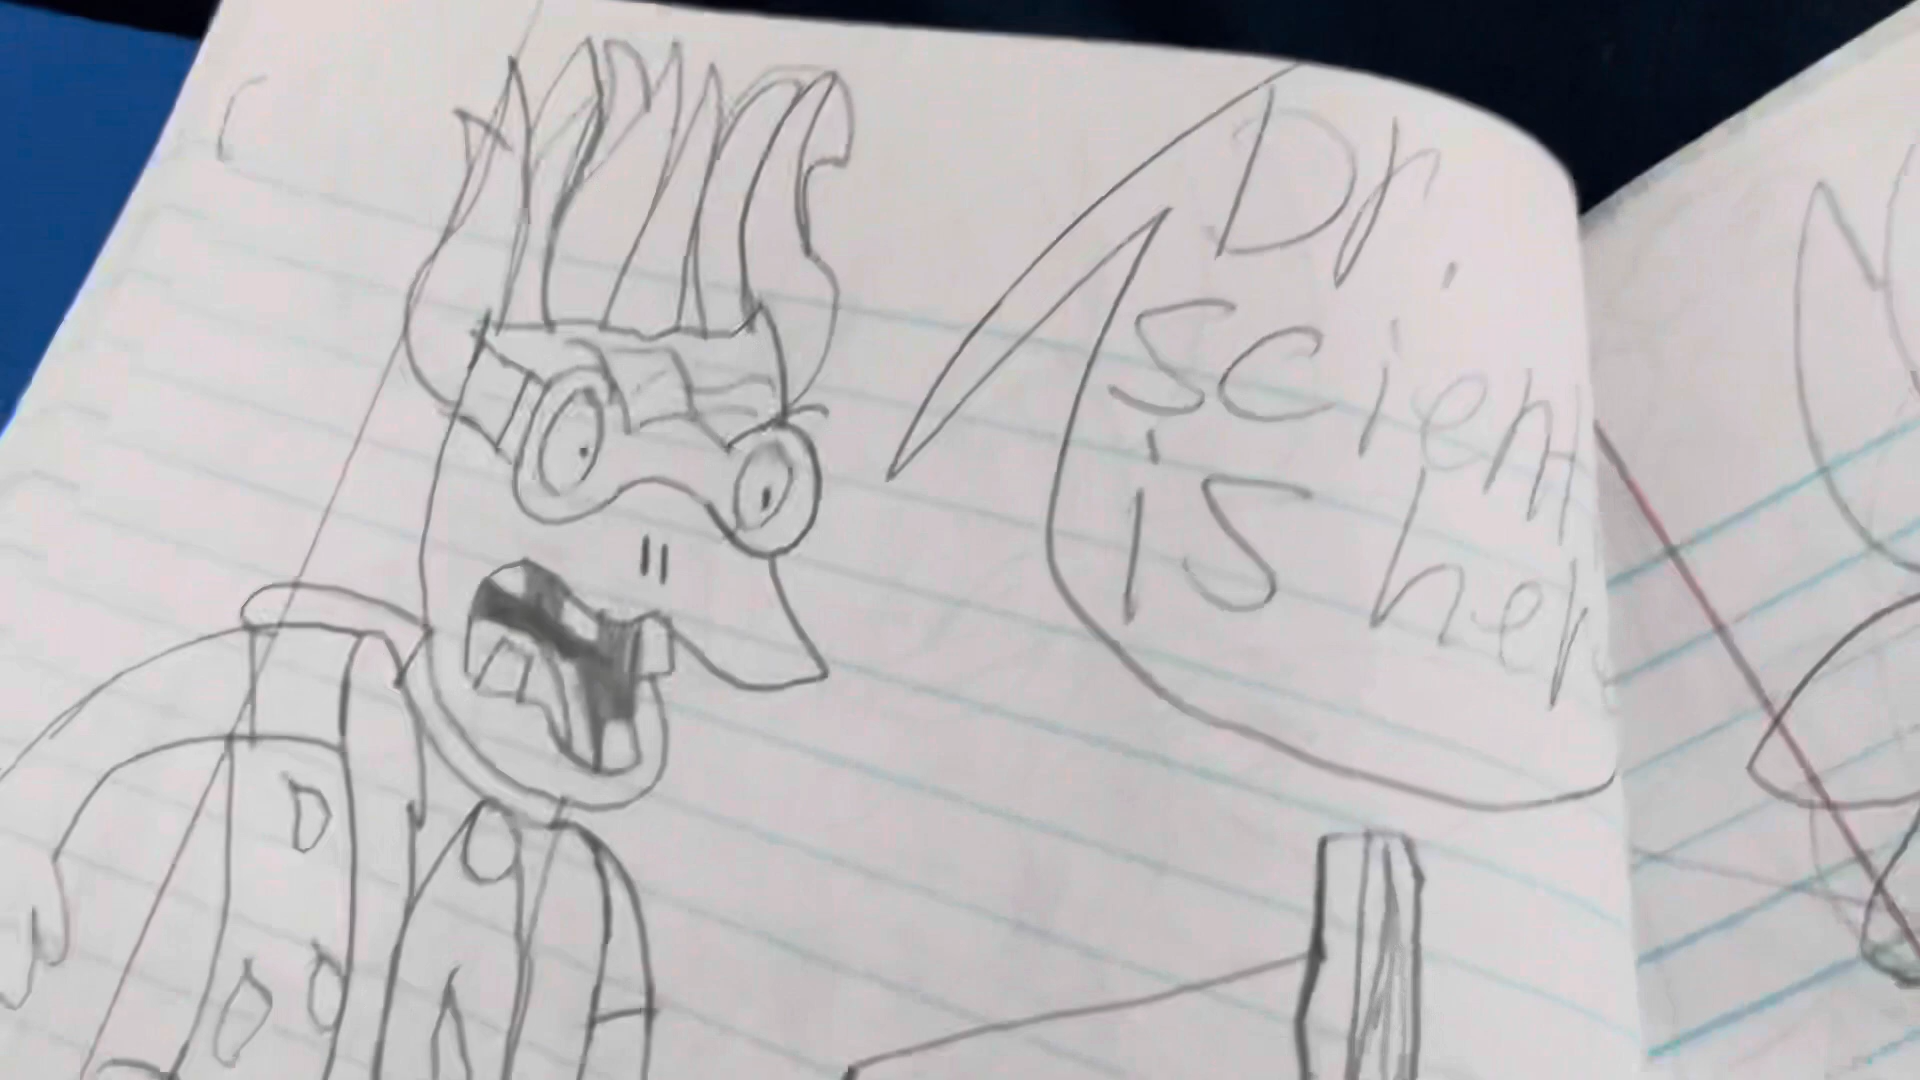 Dr.
scient
is her